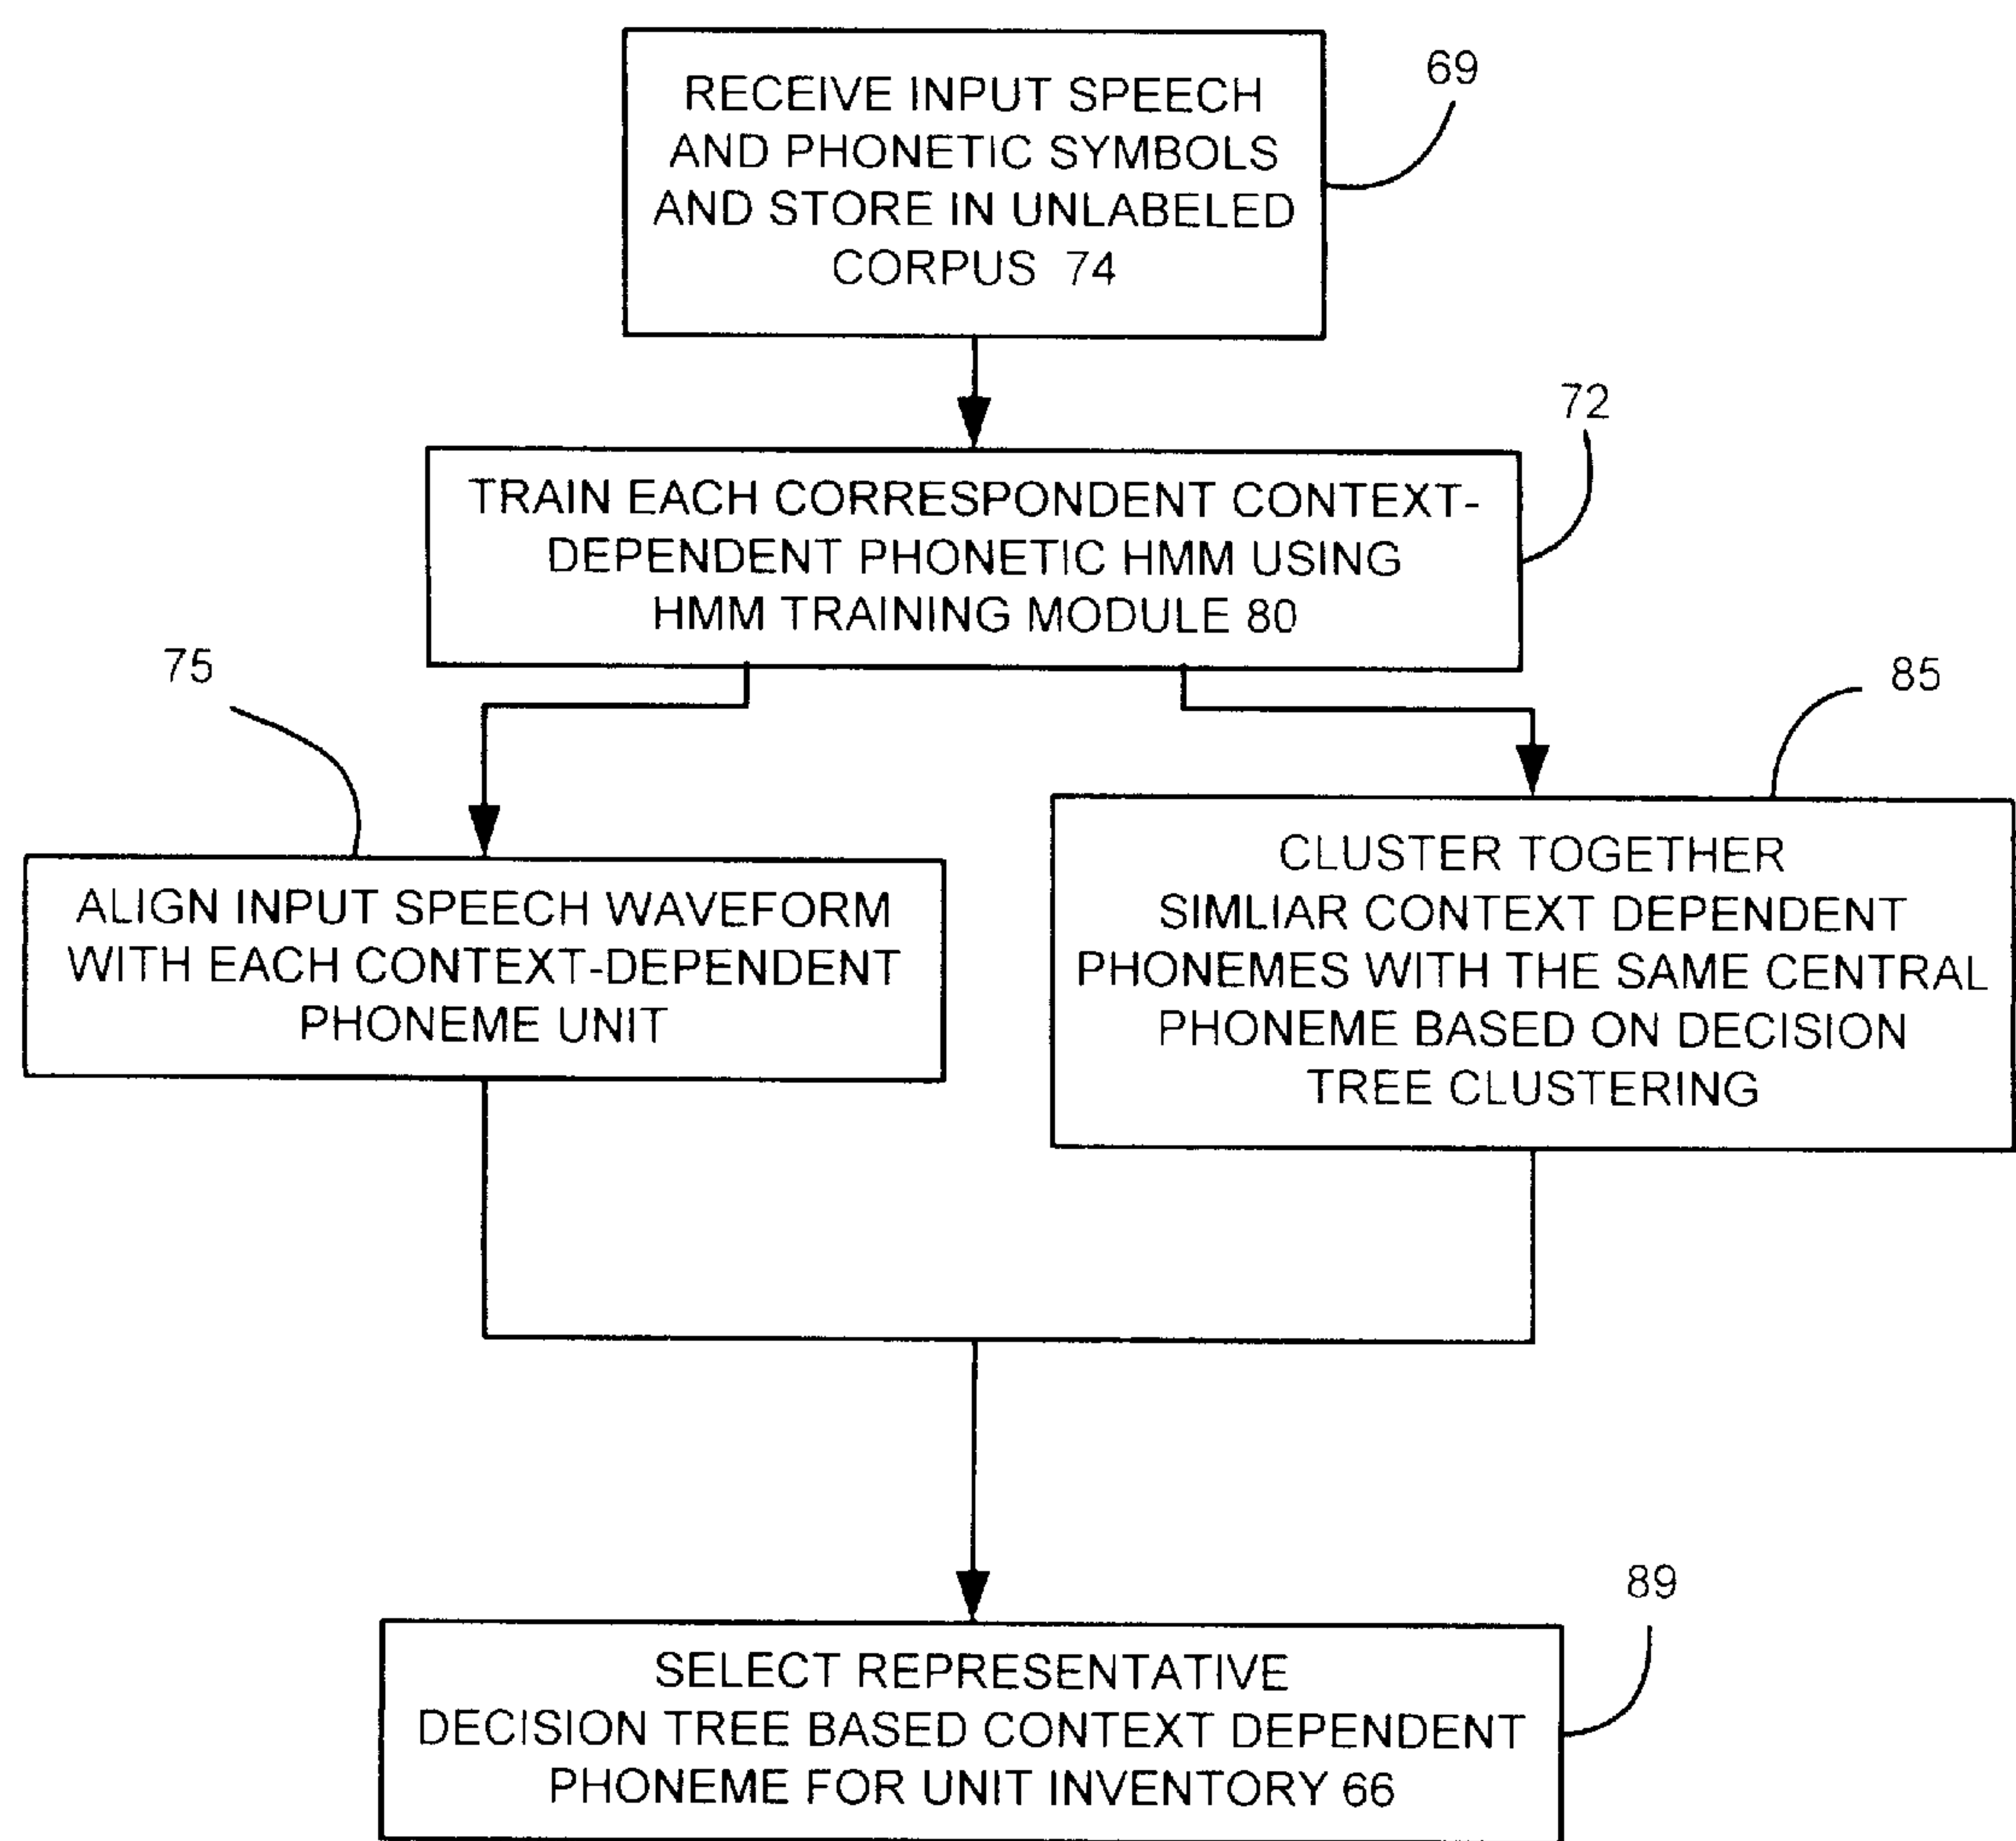 RECEIVE INPUT SPEECH
AND PHONETIC SYMBOLS
AND STORE IN UNLABELED
CORPUS 74
69
72
TRAIN EACH CORRESPONDENT CONTEXT-
DEPENDENT PHONETIC HMM USING
HMM TRAINING MODULE 80
75
85
ALIGN INPUT SPEECH WAVEFORM
WITH EACH CONTEXT-DEPENDENT
PHONEME UNIT
CLUSTER TOGETHER
SIMLIAR CONTEXT DEPENDENT
PHONEMES WITH THE SAME CENTRAL
PHONEME BASED ON DECISION
TREE CLUSTERING
89
SELECT REPRESENTATIVE
DECISION TREE BASED CONTEXT DEPENDENT
PHONEME FOR UNIT INVENTORY 66